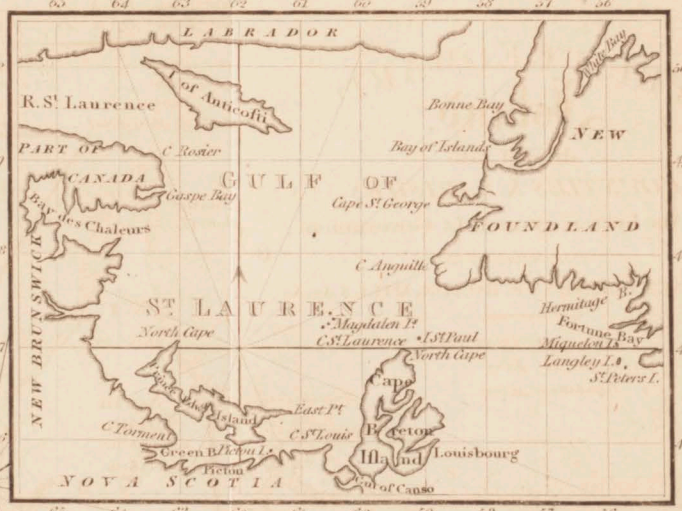 LABRADOR
I. of Anticosti
White Bay
R. St. Laurence
Bonne Bay
NEW
PART OF
CANADA
C Rosier
Bay of Islands
GULF OF
Gaspe Bay
Cape St. George
Bay des Chaleurs
FOUNDLAND
C Anguille
NEW BRUNSWICK
ST. LAURENCE
Hermitage B.
Magdalen I.
Fortune Bay
North Cape
C St. Laurence
I St. Paul
Miquelon I.
North Cape
Langley I.
St. Peters I.
Cape
Breton
Island
East Pt.
Island
C Torment
C St. Louis
Green B.
Pictou I.
Louisbourg
Picton
Gut of Canso
NOVA SCOTIA